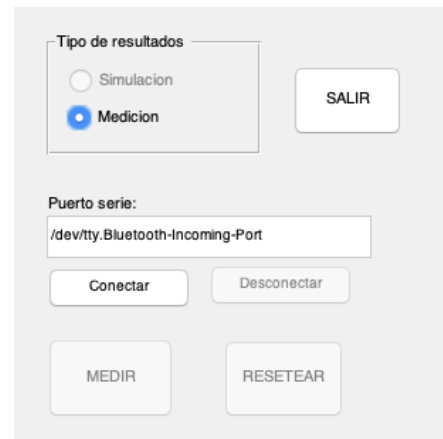 Tipo de resultados
Simulacion
Medicion
SALIR
Puerto serie:
/dev/tty.Bluetooth-Incoming-Port
Conectar
Desconectar
MEDIR
RESETEAR